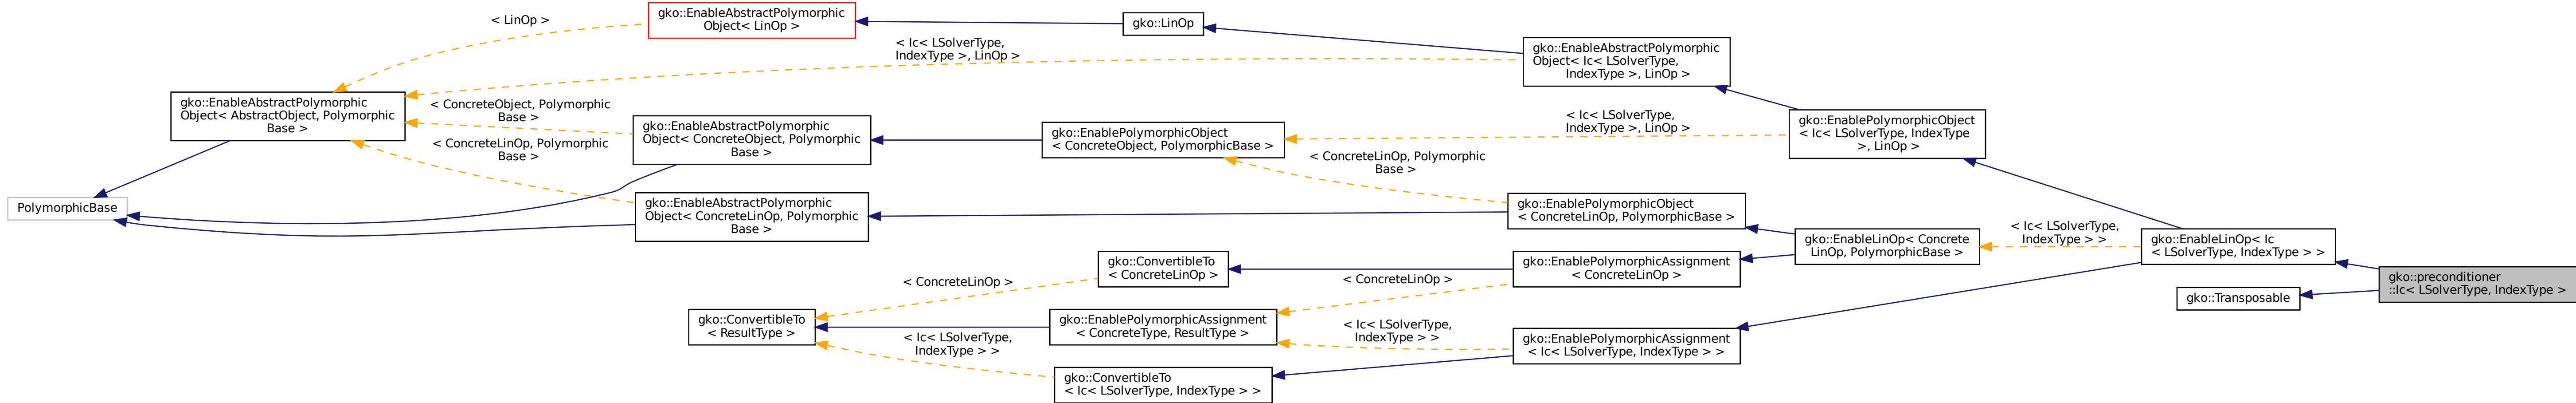 PolymorphicBase
gko::EnableAbstractPolymorphic
Object< AbstractObject, Polymorphic
Base >
< LinOp >
< Ic< LSolverType,
IndexType >, LinOp >
< ConcreteObject, Polymorphic
Base >
< ConcreteLinOp, Polymorphic
Base >
gko::EnableAbstractPolymorphic
Object< LinOp >
gko::EnableAbstractPolymorphic
Object< ConcreteObject, Polymorphic
Base >
gko::EnableAbstractPolymorphic
Object< ConcreteLinOp, Polymorphic
Base >
gko::ConvertibleTo
< ResultType >
< ConcreteLinOp >
< Ic< LSolverType,
IndexType > >
gko::LinOp
gko::EnablePolymorphicObject
< ConcreteObject, PolymorphicBase >
gko::ConvertibleTo
< ConcreteLinOp >
gko::EnablePolymorphicAssignment
< ConcreteType, ResultType >
gko::ConvertibleTo
< Ic< LSolverType, IndexType > >
< ConcreteLinOp, Polymorphic
Base >
< ConcreteLinOp >
< Ic< LSolverType,
IndexType > >
gko::EnableAbstractPolymorphic
Object< Ic< LSolverType,
IndexType >, LinOp >
< Ic< LSolverType,
IndexType >, LinOp >
gko::EnablePolymorphicObject
< ConcreteLinOp, PolymorphicBase >
gko::EnablePolymorphicAssignment
< ConcreteLinOp >
gko::EnablePolymorphicAssignment
< Ic< LSolverType, IndexType > >
gko::EnablePolymorphicObject
< Ic< LSolverType, IndexType
>, LinOp >
gko::EnableLinOp< Concrete
LinOp, PolymorphicBase >
< Ic< LSolverType,
IndexType > >
gko::EnableLinOp< Ic
< LSolverType, IndexType > >
gko::Transposable
gko::preconditioner
::Ic< LSolverType, IndexType >